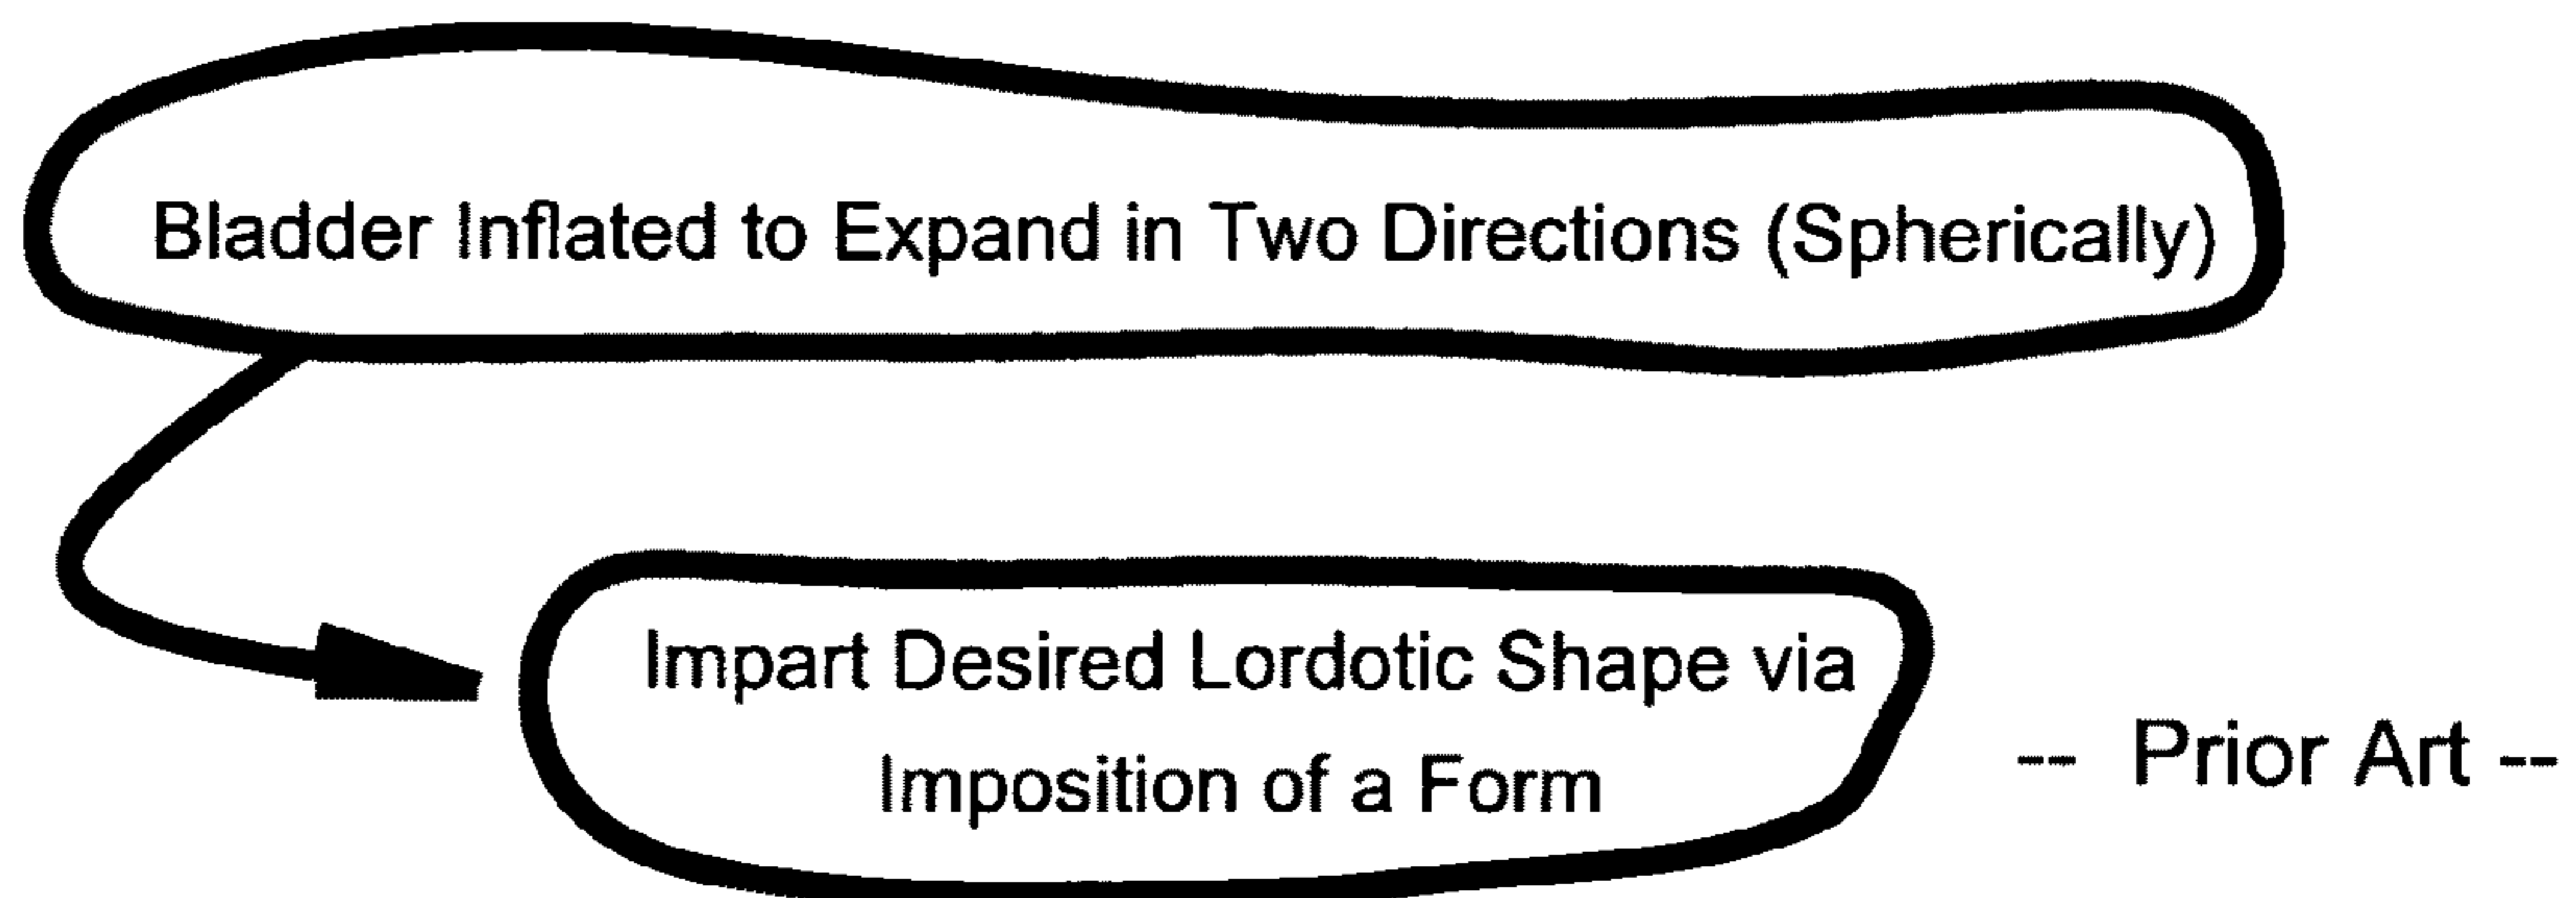 Bladder Inflated to Expand in Two Directions (Spherically)
Impart Desired Lordotic Shape via
Imposition of a Form
-- Prior Art --